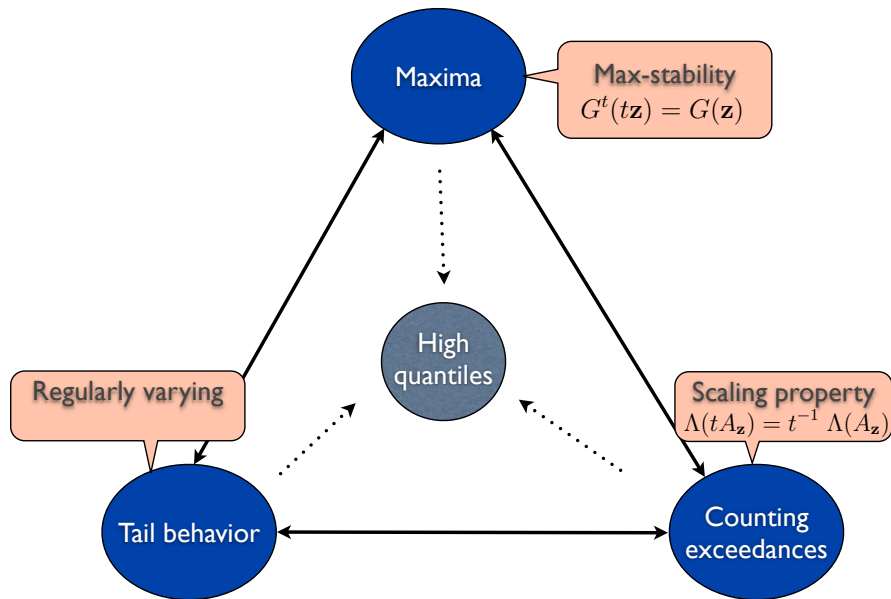 Maxima
Max-stability
G^t(t𝐳) = G(𝐳)
High
quantiles
Regularly varying
Scaling property
Λ(tA_𝐳) = t^{-1} Λ(A_𝐳)
Tail behavior
Counting
exceedances